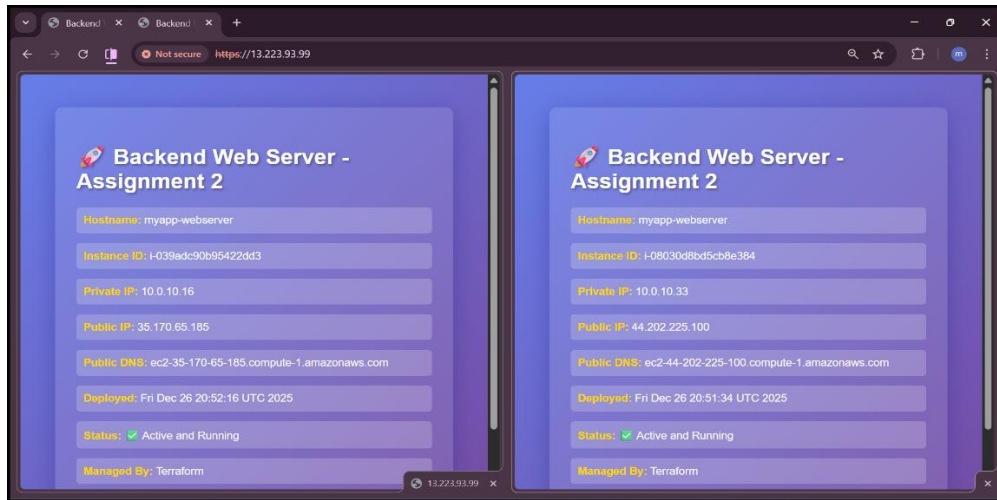 Backend
Backend
Not secure https://13.223.93.99
m
🚀 Backend Web Server -
Assignment 2
Hostname: myapp-webserver
Instance ID: i-039adc90b95422dd3
Private IP: 10.0.10.16
Public IP: 35.170.65.185
Public DNS: ec2-35-170-65-185.compute-1.amazonaws.com
Deployed: Fri Dec 26 20:52:16 UTC 2025
Status: ✅ Active and Running
Managed By: Terraform
13.223.93.99
🚀 Backend Web Server -
Assignment 2
Hostname: myapp-webserver
Instance ID: i-08030d8bd5cb8e384
Private IP: 10.0.10.33
Public IP: 44.202.225.100
Public DNS: ec2-44-202-225-100.compute-1.amazonaws.com
Deployed: Fri Dec 26 20:51:34 UTC 2025
Status: ✅ Active and Running
Managed By: Terraform